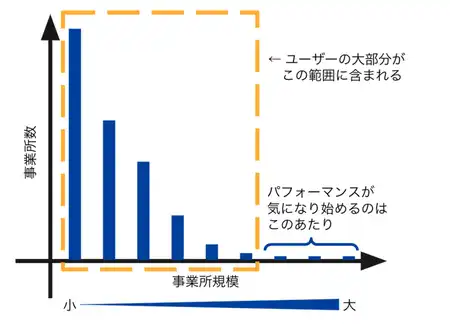 ← ユーザーの大部分が
この範囲に含まれる
事業所数
パフォーマンスが
気になり始めるのは
このあたり
事業所規模
小
大